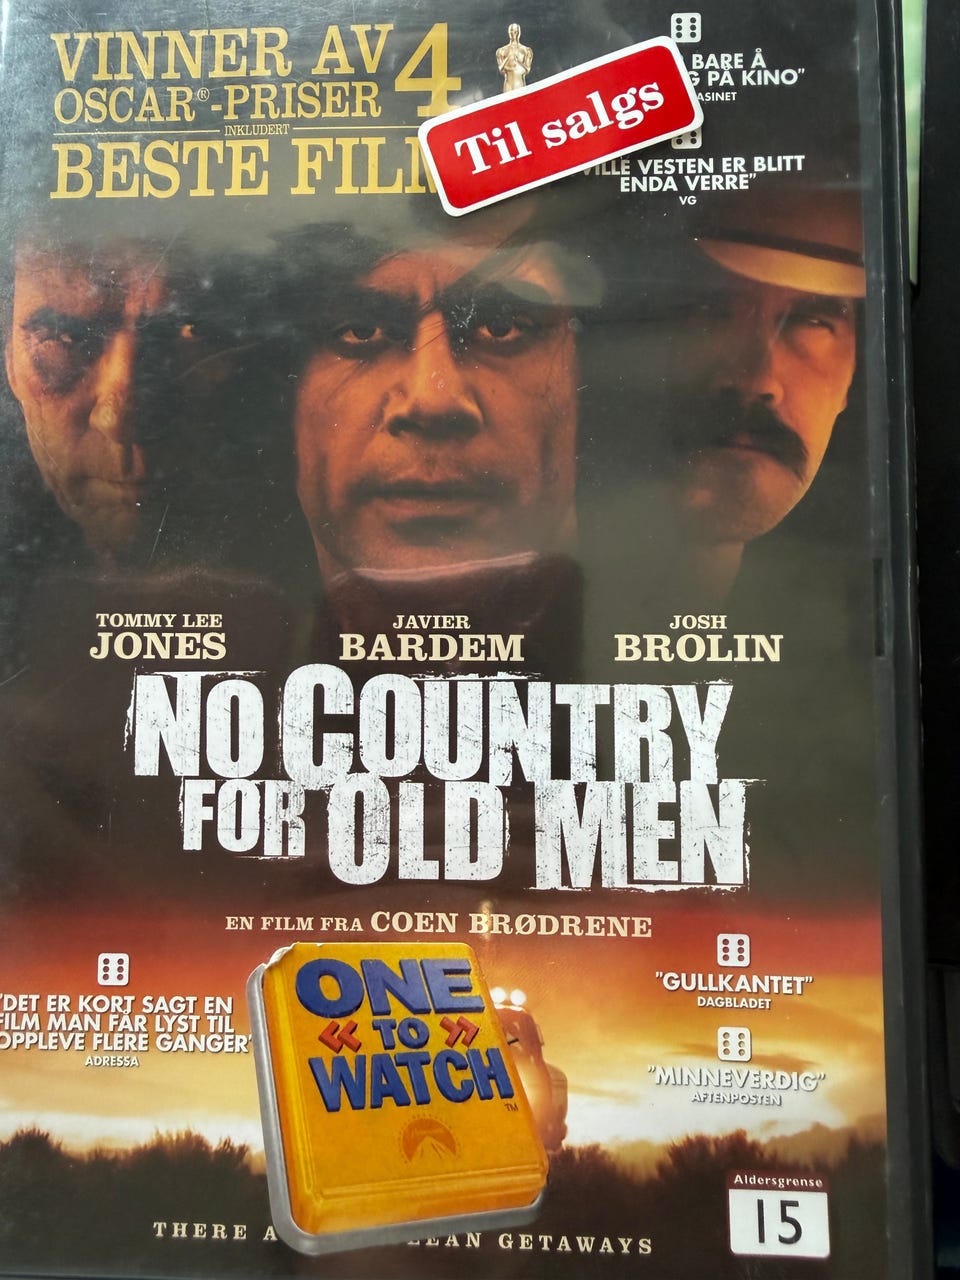 VINNER AV 4
OSCAR®-PRISER
INKLUDERT
BESTE FILM
Til salgs
BARE Å
G PÅ KINO"
ASINET
VILLE VESTEN ER BLITT
ENDA VERRE"
VG
TOMMY LEE
JONES
JAVIER
BARDEM
JOSH
BROLIN
NO COUNTRY
FOR OLD MEN
EN FILM FRA COEN BRØDRENE
"DET ER KORT SAGT EN
FILM MAN FÅR LYST TIL
OPPLEVE FLERE GANGER"
ADRESSA
ONE
« TO »
WATCH
TM
"GULLKANTET"
DAGBLADET
"MINNEVERDIG"
AFTENPOSTEN
THERE A EAN GETAWAYS
Aldersgrense
15